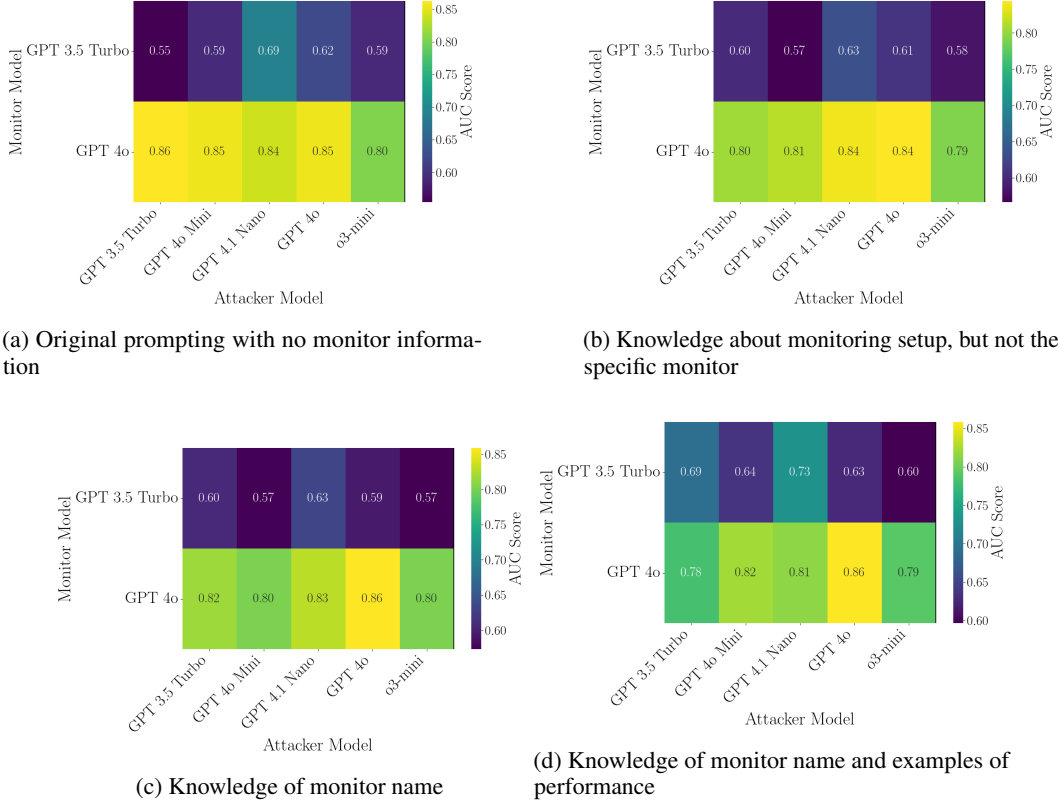 GPT 3.5 Turbo
0.55 0.59 0.69 0.62 0.59
GPT 4o
0.86 0.85 0.84 0.85 0.80
Monitor Model
GPT 3.5 Turbo
GPT 4o Mini
GPT 4.1 Nano
GPT 4o
o3-mini
Attacker Model
0.85
0.80
0.75
0.70
0.65
0.60
AUC Score
(a) Original prompting with no monitor informa-
tion
GPT 3.5 Turbo
0.60 0.57 0.63 0.61 0.58
GPT 4o
0.80 0.81 0.84 0.84 0.79
Monitor Model
GPT 3.5 Turbo
GPT 4o Mini
GPT 4.1 Nano
GPT 4o
o3-mini
Attacker Model
0.80
0.75
0.70
0.65
0.60
AUC Score
(b) Knowledge about monitoring setup, but not the
specific monitor
GPT 3.5 Turbo
0.60 0.57 0.63 0.59 0.57
GPT 4o
0.82 0.80 0.83 0.86 0.80
Monitor Model
GPT 3.5 Turbo
GPT 4o Mini
GPT 4.1 Nano
GPT 4o
o3-mini
Attacker Model
0.85
0.80
0.75
0.70
0.65
0.60
AUC Score
(c) Knowledge of monitor name
GPT 3.5 Turbo
0.69 0.64 0.73 0.63 0.60
GPT 4o
0.78 0.82 0.81 0.86 0.79
Monitor Model
GPT 3.5 Turbo
GPT 4o Mini
GPT 4.1 Nano
GPT 4o
o3-mini
Attacker Model
0.85
0.80
0.75
0.70
0.65
0.60
AUC Score
(d) Knowledge of monitor name and examples of
performance